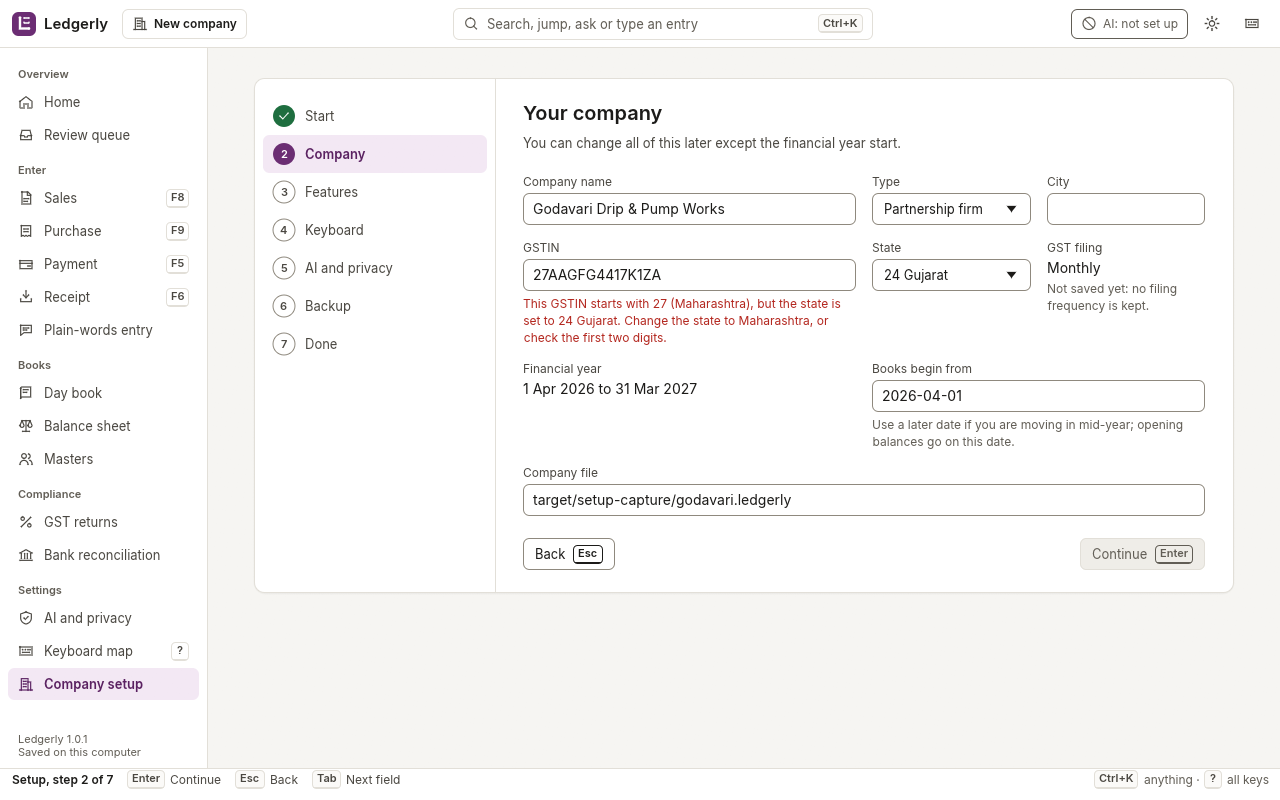 Ledgerly
New company
Search, jump, ask or type an entry
Ctrl+K
AI: not set up
Overview
Home
Review queue
Enter
Sales F8
Purchase F9
Payment F5
Receipt F6
Plain-words entry
Books
Day book
Balance sheet
Masters
Compliance
GST returns
Bank reconciliation
Settings
AI and privacy
Keyboard map ?
Company setup
Ledgerly 1.0.1
Saved on this computer
Start
2 Company
3 Features
4 Keyboard
5 AI and privacy
6 Backup
7 Done
Your company
You can change all of this later except the financial year start.
Company name
Godavari Drip & Pump Works
Type
Partnership firm
City
GSTIN
27AAGFG4417K1ZA
This GSTIN starts with 27 (Maharashtra), but the state is
set to 24 Gujarat. Change the state to Maharashtra, or
check the first two digits.
State
24 Gujarat
GST filing
Monthly
Not saved yet: no filing
frequency is kept.
Financial year
1 Apr 2026 to 31 Mar 2027
Books begin from
2026-04-01
Use a later date if you are moving in mid-year; opening
balances go on this date.
Company file
target/setup-capture/godavari.ledgerly
Back Esc
Continue Enter
Setup, step 2 of 7 Enter Continue Esc Back Tab Next field
Ctrl+K anything · ? all keys